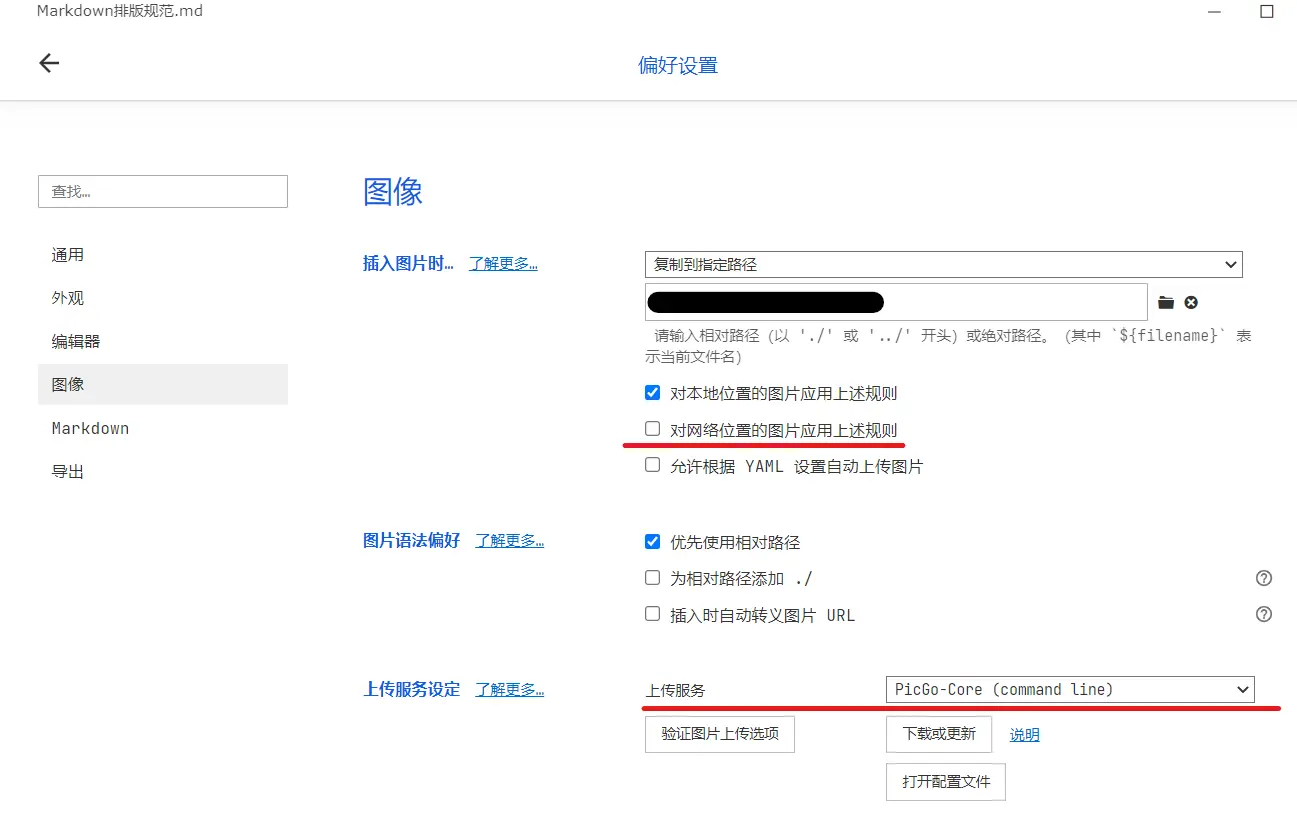 Markdown排版规范.md
偏好设置
查找…
通用
外观
编辑器
图像
Markdown
导出
图像
插入图片时… 了解更多…
复制到指定路径
请输入相对路径（以 './' 或 '../' 开头）或绝对路径。（其中 `${filename}` 表
示当前文件名）
对本地位置的图片应用上述规则
对网络位置的图片应用上述规则
允许根据 YAML 设置自动上传图片
图片语法偏好 了解更多…
优先使用相对路径
为相对路径添加 ./
插入时自动转义图片 URL
上传服务设定 了解更多…
上传服务 PicGo-Core (command line)
验证图片上传选项 下载或更新 说明
打开配置文件